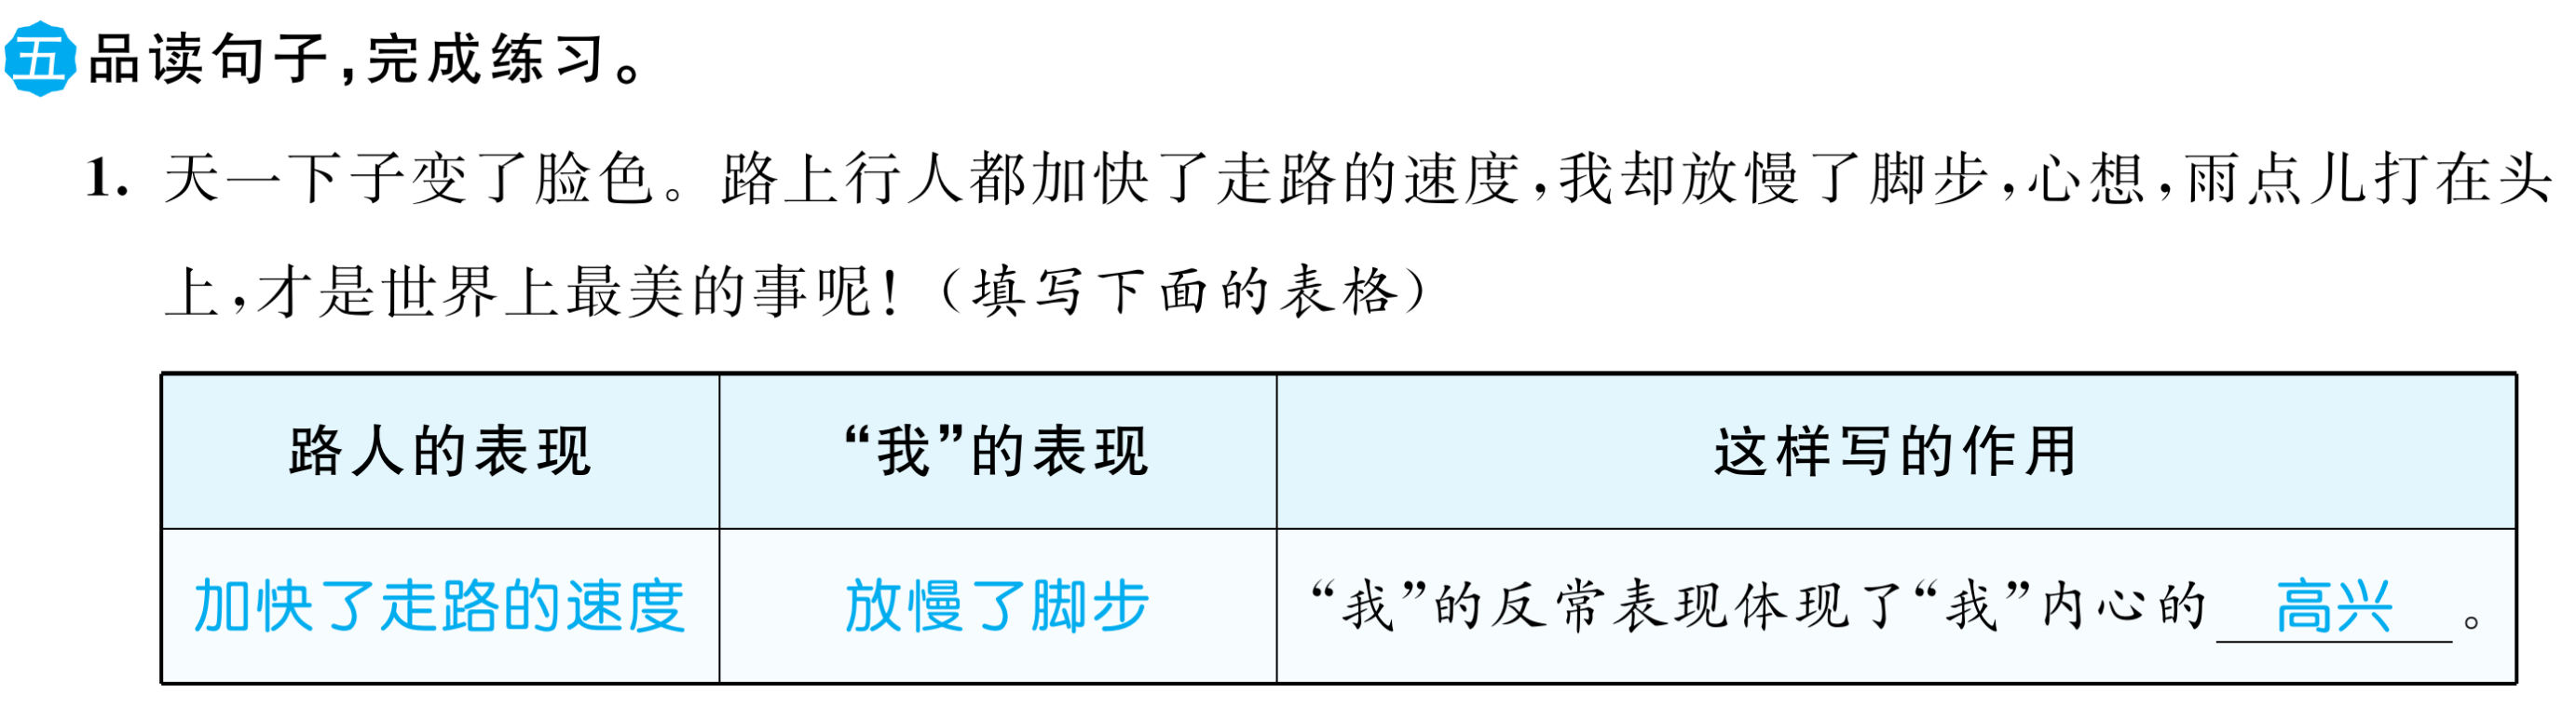 五 品读句子,完成练习。
1. 天一下子变了脸色。路上行人都加快了走路的速度,我却放慢了脚步,心想,雨点儿打在头
上,才是世界上最美的事呢!(填写下面的表格)
路人的表现 “我”的表现 这样写的作用
加快了走路的速度 放慢了脚步 “我”的反常表现体现了“我”内心的 高兴 。